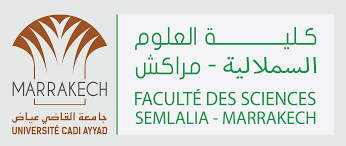 MARRAKECH
جامعة القاضي عياض
UNIVERSITÉ CADI AYYAD
كلية العلوم
السملالية - مراكش
FACULTÉ DES SCIENCES
SEMLALIA - MARRAKECH